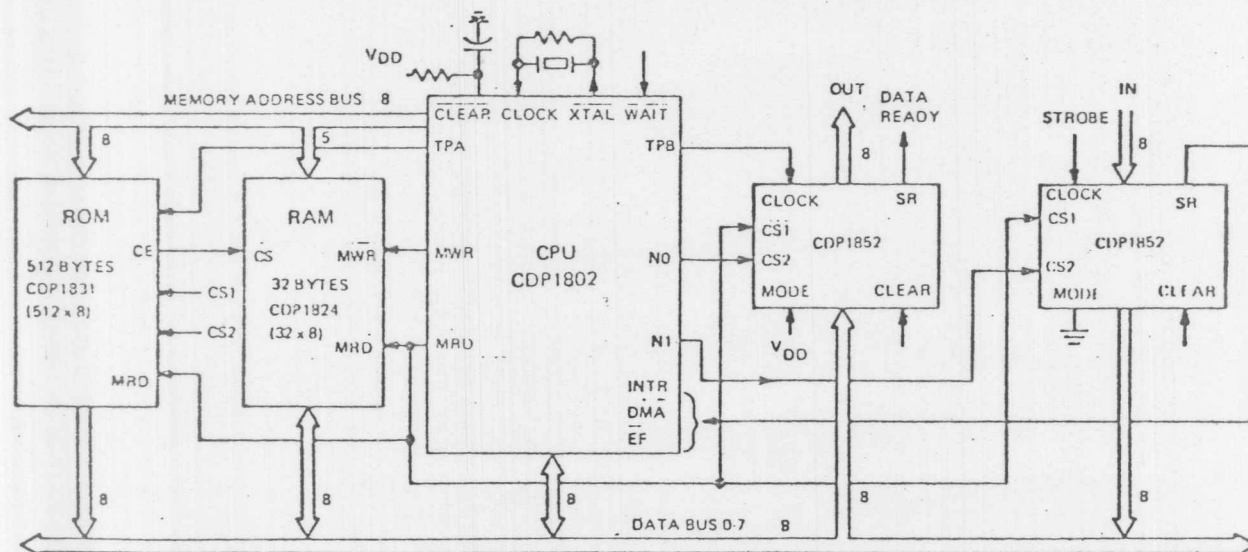 V_DD
MEMORY ADDRESS BUS 8
8
5
CLEAR CLOCK XTAL WAIT
TPA
TPB
OUT
8
DATA
READY
STROBE
IN
8
ROM
CE
512 BYTES
CDP1831
(512 x 8)
CS1
CS2
MRD
RAM
CS
MWR
32 BYTES
CDP1824
(32 x 8)
MRD
MWR
CPU
CDP1802
MRD
N0
N1
INTR
DMA
EF
CLOCK
SR
CS1
CDP1852
CS2
MODE
CLEAR
V_DD
CLOCK
SR
CS1
CDP1852
CS2
MODE
CLEAR
8
8
8
8
8
DATA BUS 0-7 8